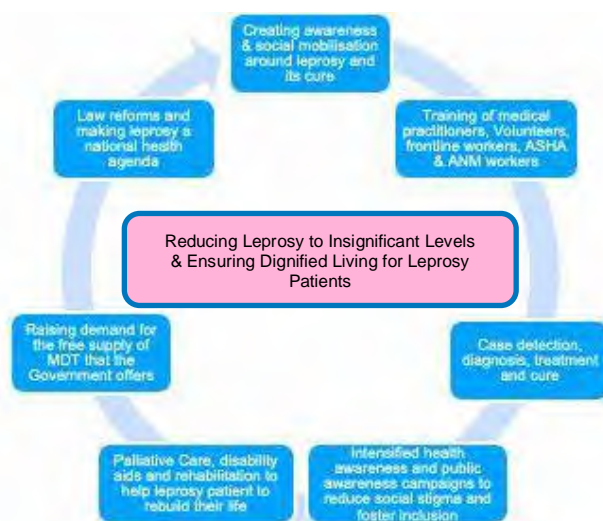 Creating awareness
& social mobilisation
around leprosy and
its cure
Training of medical
practitioners, Volunteers,
frontline workers, ASHA
& ANM workers
Case detection,
diagnosis, treatment
and cure
Intensified health
awareness and public
awareness campaigns to
reduce social stigma and
foster inclusion
Palliative Care, disability
aids and rehabilitation to
help leprosy patient to
rebuild their life
Raising demand for
the free supply of
MDT that the
Government offers
Law reforms and
making leprosy a
national health
agenda
Reducing Leprosy to Insignificant Levels
& Ensuring Dignified Living for Leprosy
Patients